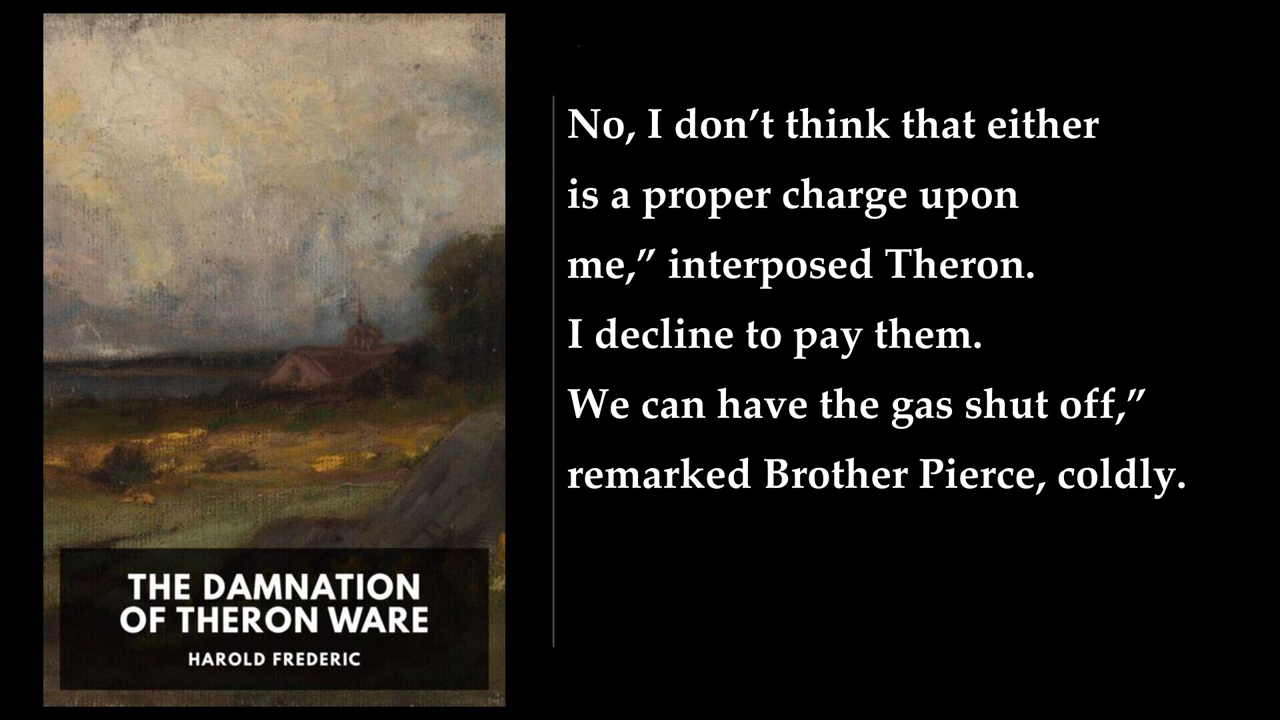 No, I don’t think that either
is a proper charge upon
me,” interposed Theron.
I decline to pay them.
We can have the gas shut off,”
remarked Brother Pierce, coldly.
THE DAMNATION
OF THERON WARE
HAROLD FREDERIC